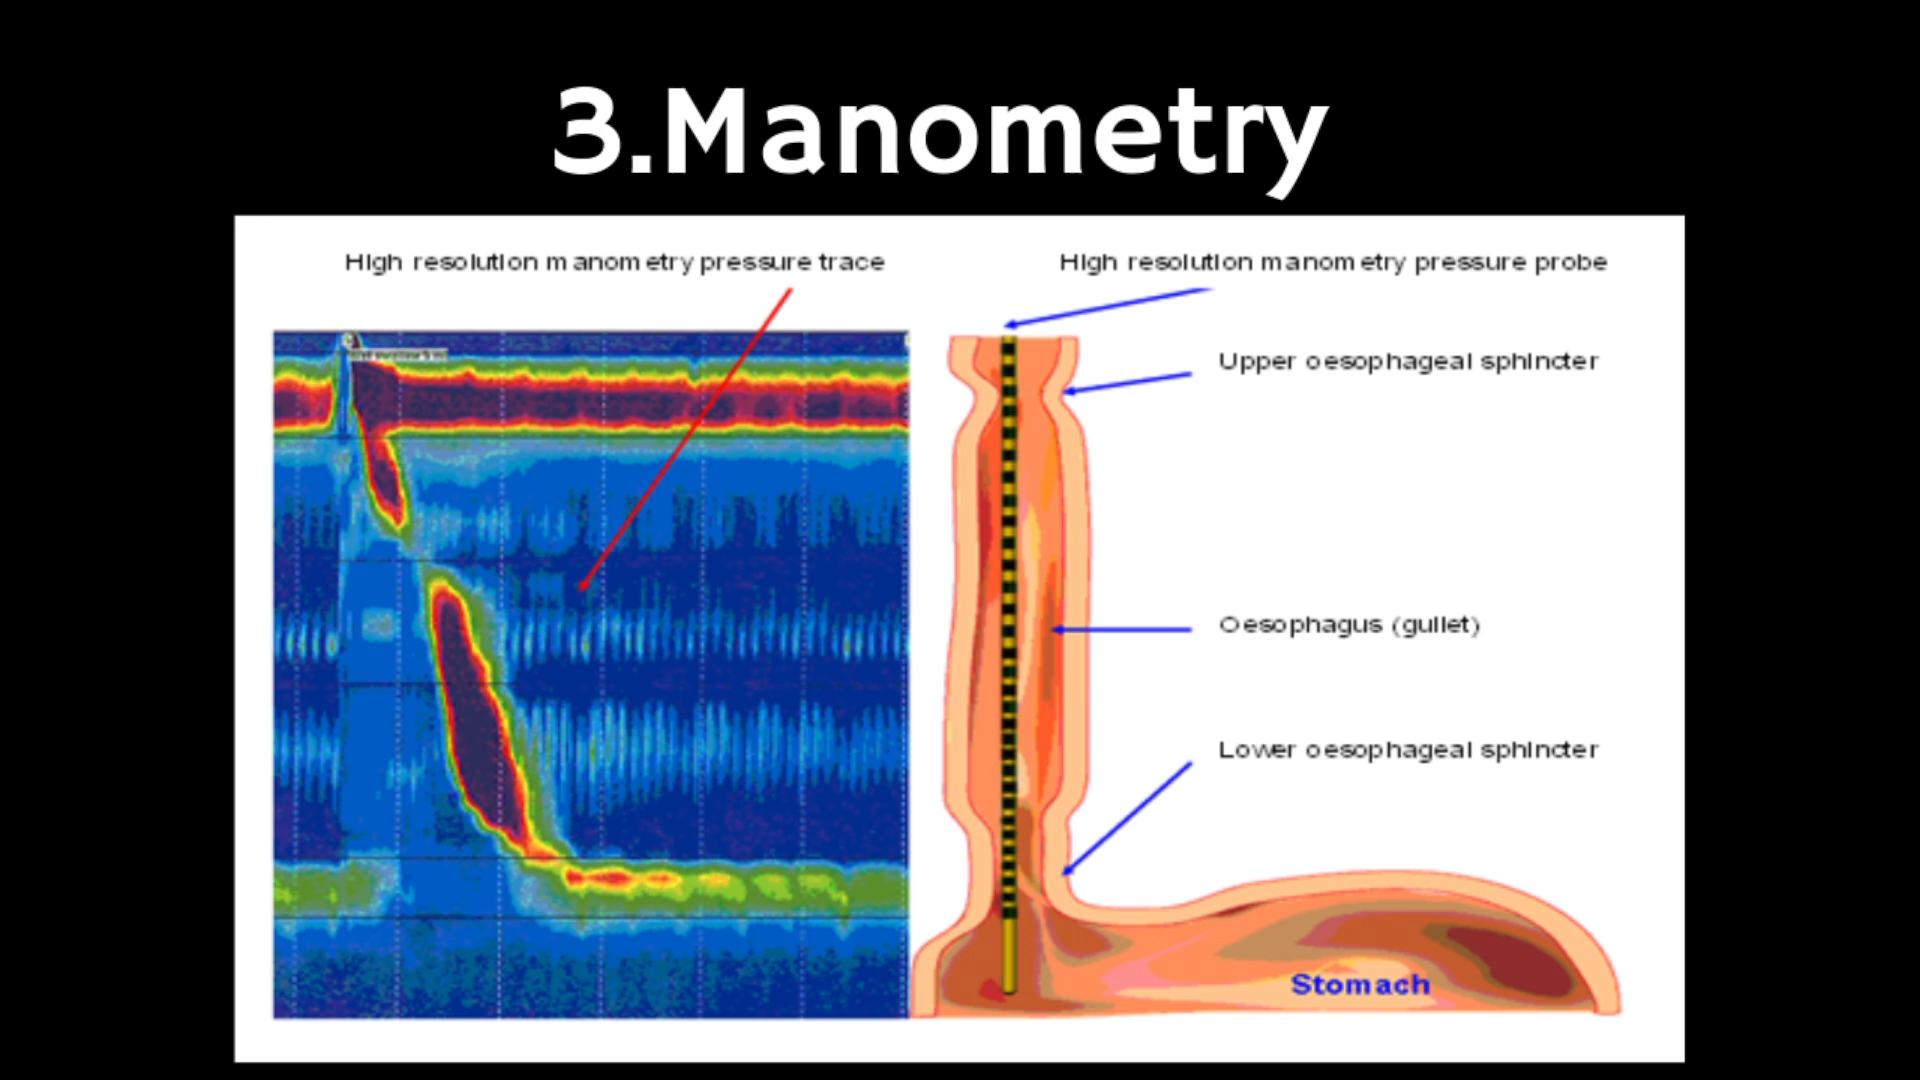 3.Manometry
High resolution manometry pressure trace
High resolution manometry pressure probe
Upper oesophageal sphincter
Oesophagus (gullet)
Lower oesophageal sphincter
Stomach